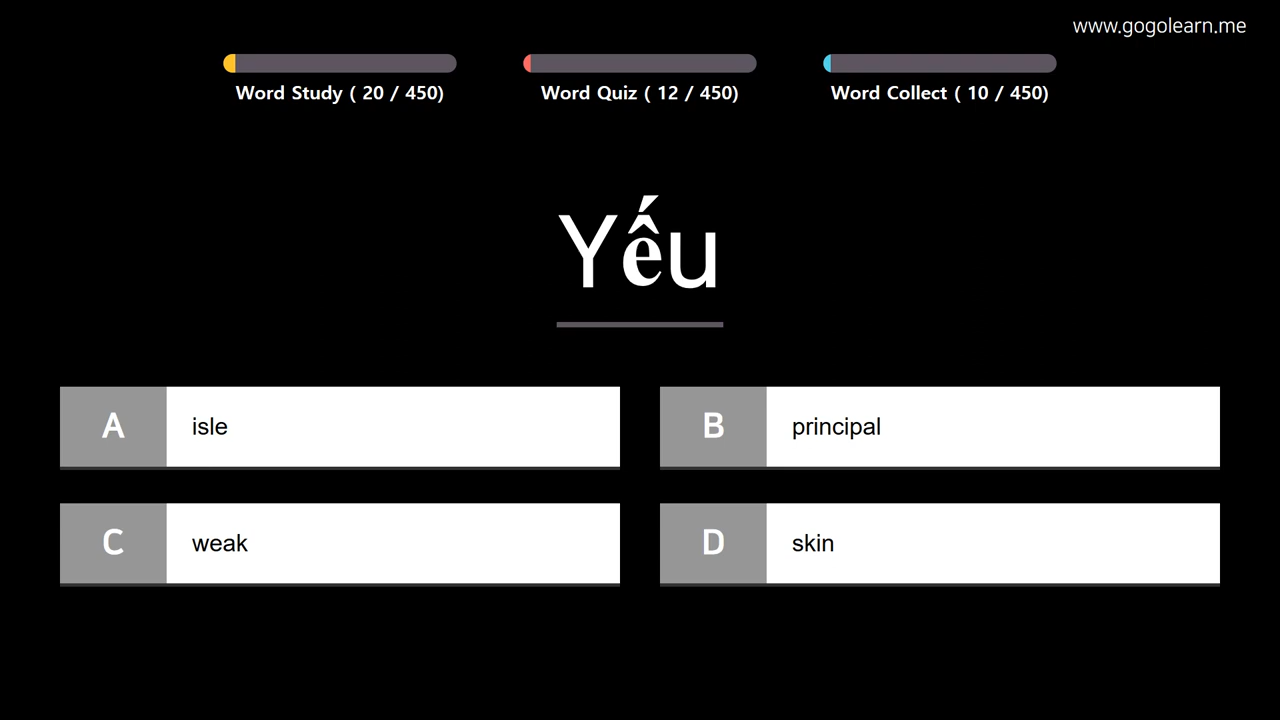 www.gogolearn.me
Word Study ( 20 / 450)
Word Quiz ( 12 / 450)
Word Collect ( 10 / 450)
Yếu
A isle
B principal
C weak
D skin